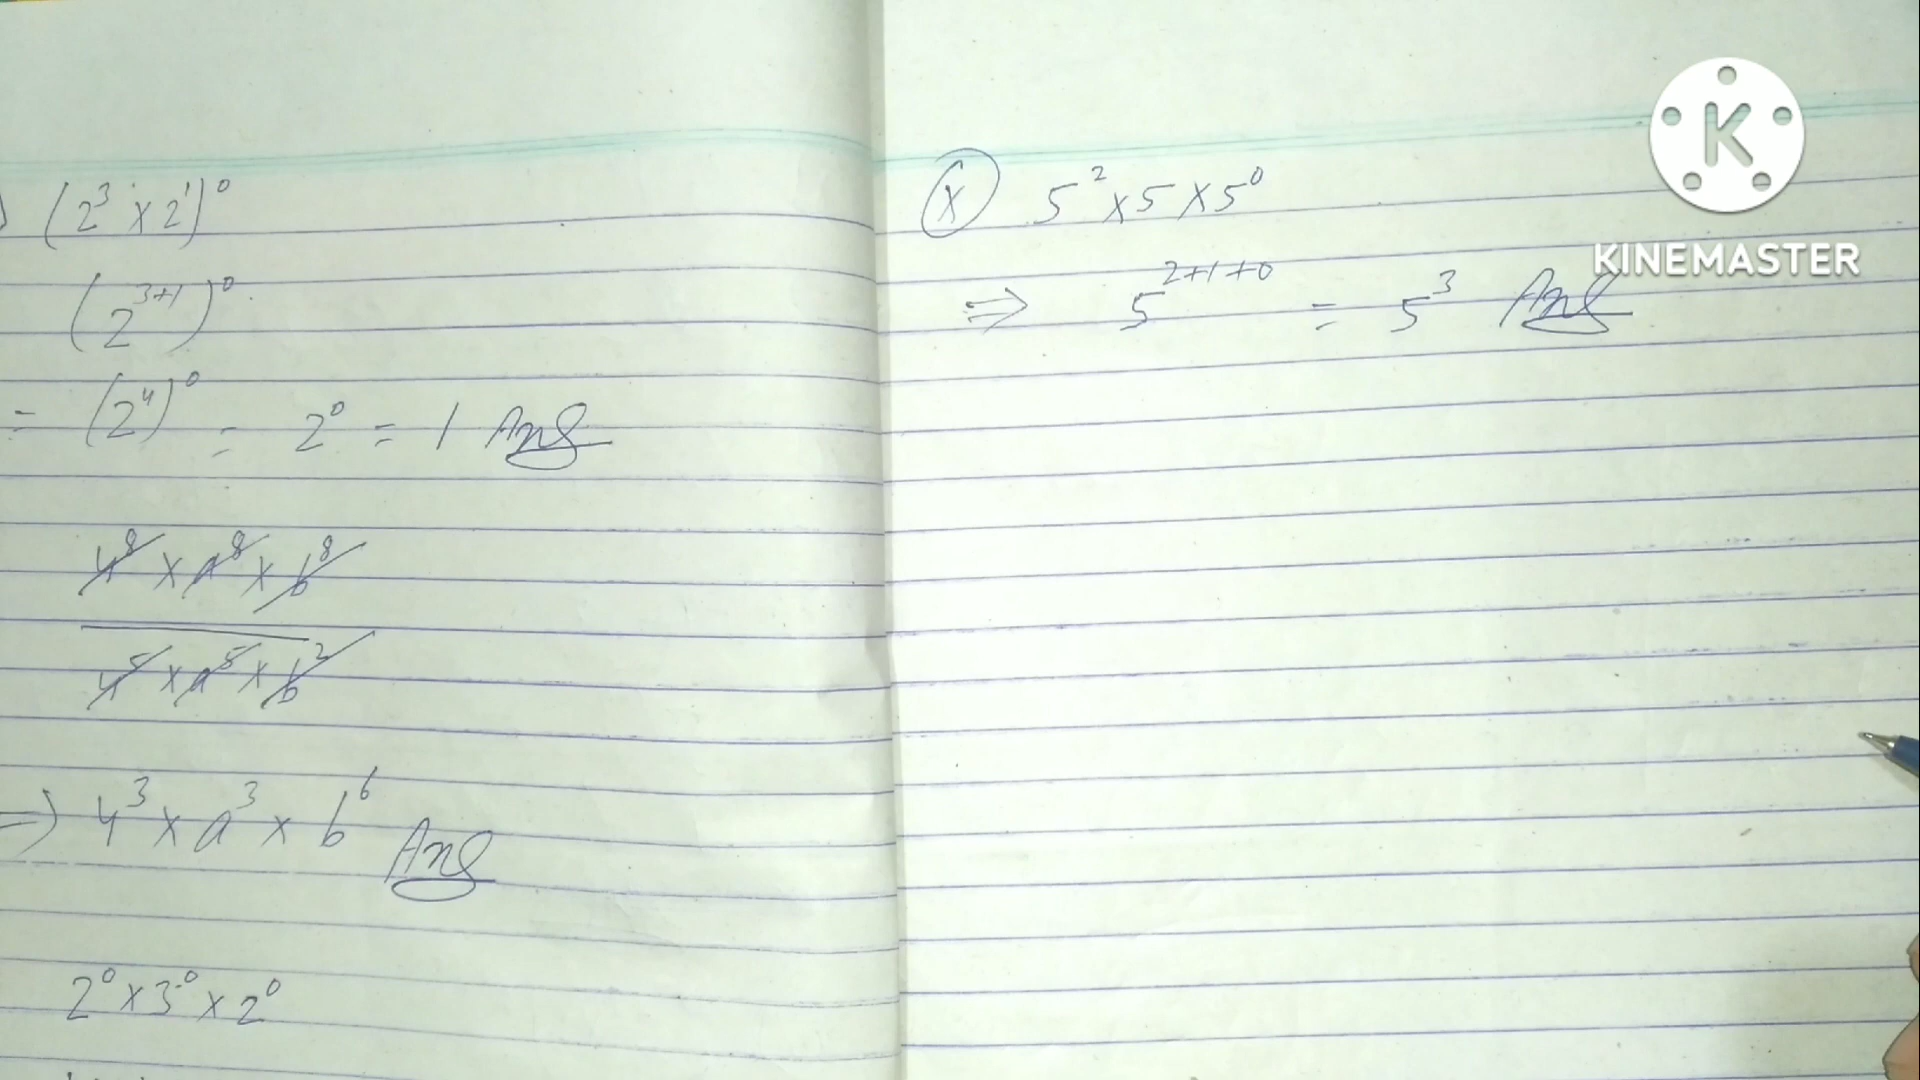 (2³ × 2¹)⁰
(2³⁺¹)⁰
= (2⁴)⁰ = 2⁰ = 1 Ans
4⁸ × a⁸ × b⁸
4⁵ × a⁵ × b²
⇒ 4³ × a³ × b⁶ Ans
2⁰ × 3⁰ × 2⁰
(x) 5² × 5 × 5⁰
⇒ 5²⁺¹⁺⁰ = 5³ Ans
K
KINEMASTER